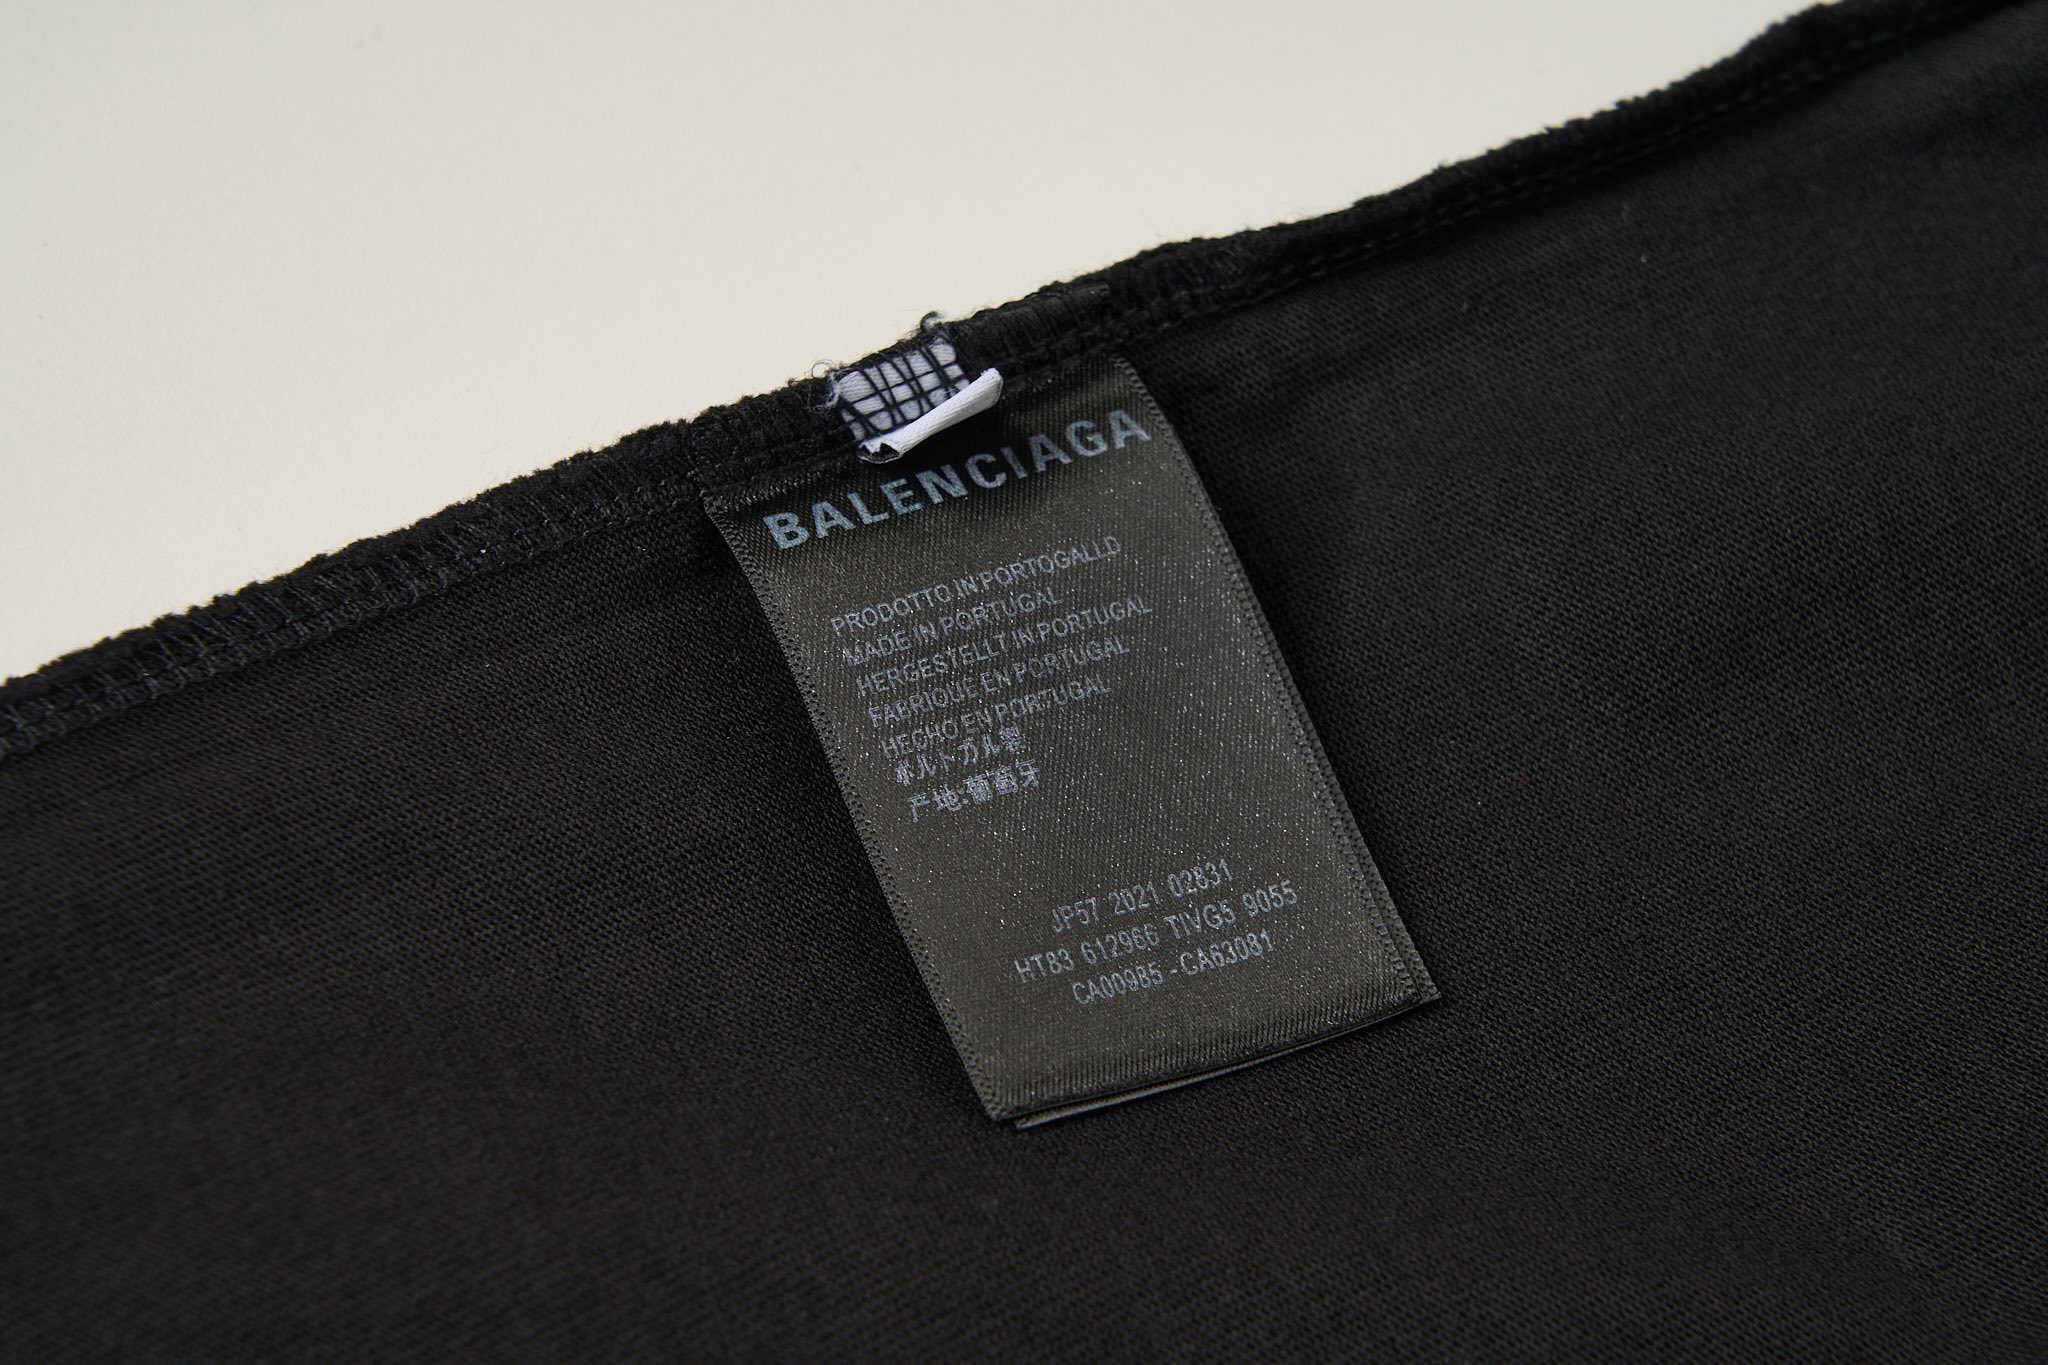 BALENCIAGA
PRODOTTO IN PORTOGALLO
MADE IN PORTUGAL
HERGESTELLT IN PORTUGAL
FABRIQUE EN PORTUGAL
HECHO EN PORTUGAL
ポルトガル製
产地:葡萄牙
JP57 2021 02831
HT83 612966 TIVG5 9055
CA00985 - CA63081